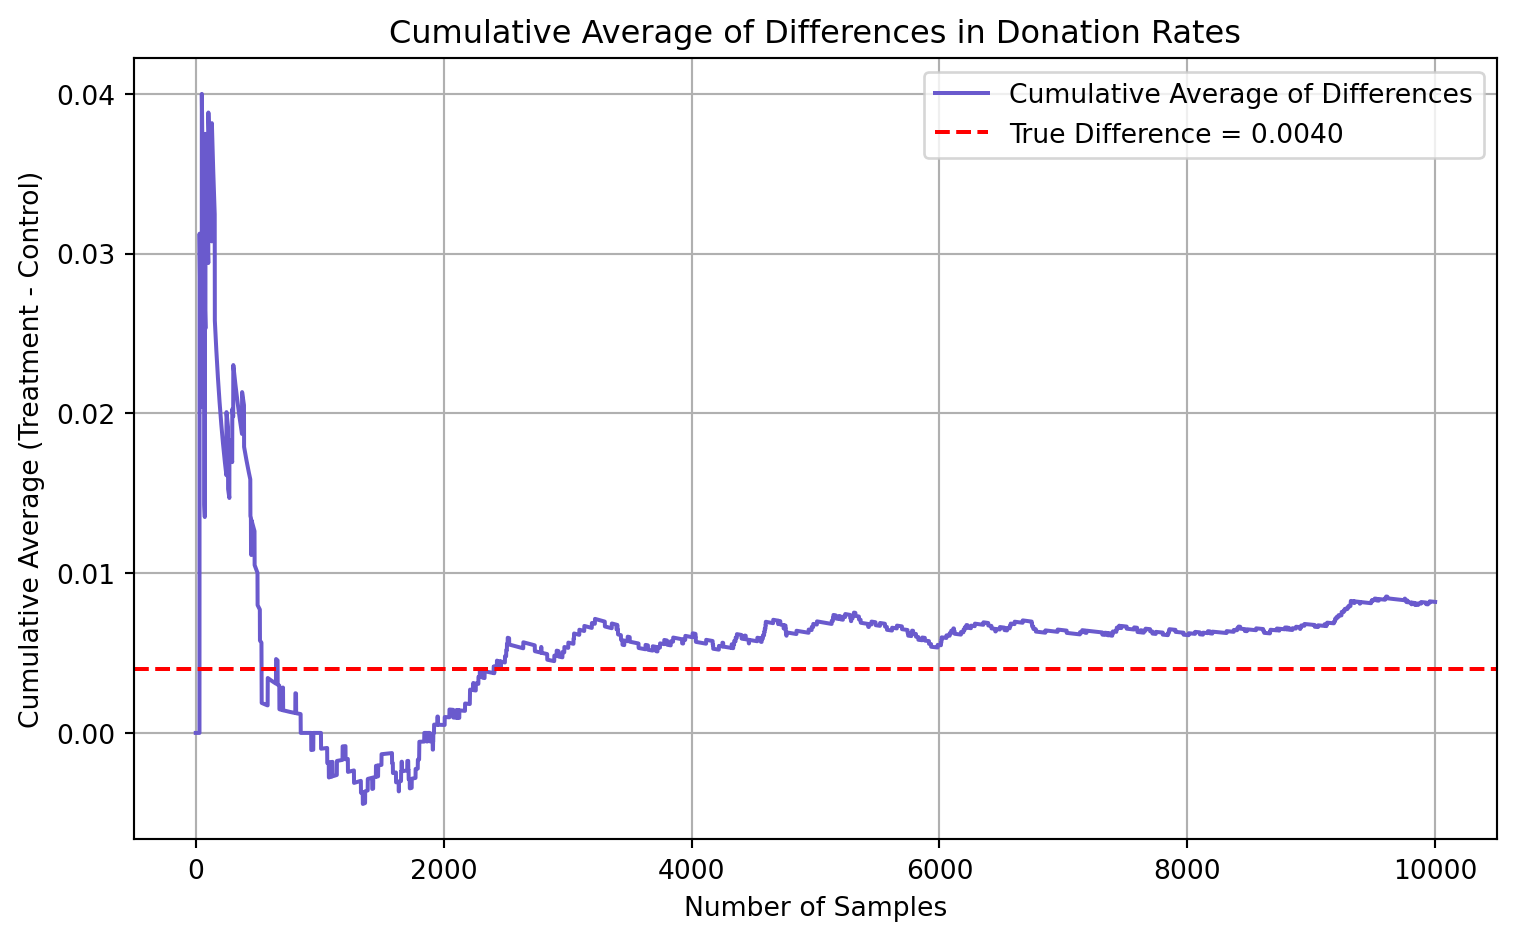 Cumulative Average of Differences in Donation Rates
Cumulative Average of Differences
True Difference = 0.0040
Cumulative Average (Treatment - Control)
0.04
0.03
0.02
0.01
0.00
0
2000
4000
6000
8000
10000
Number of Samples